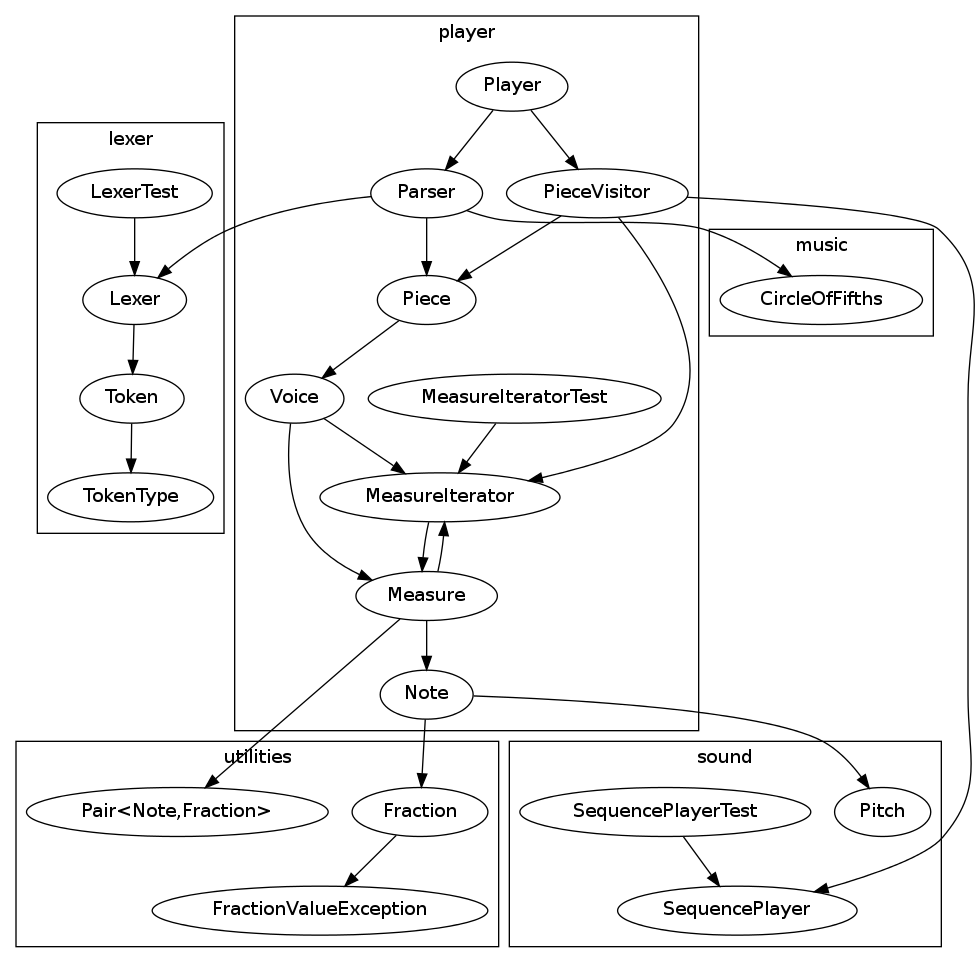 player
Player
lexer
LexerTest
Parser
PieceVisitor
music
Lexer
Piece
CircleOfFifths
Token
Voice
MeasureIteratorTest
TokenType
MeasureIterator
Measure
Note
utilities
sound
Pair<Note,Fraction>
Fraction
SequencePlayerTest
Pitch
FractionValueException
SequencePlayer